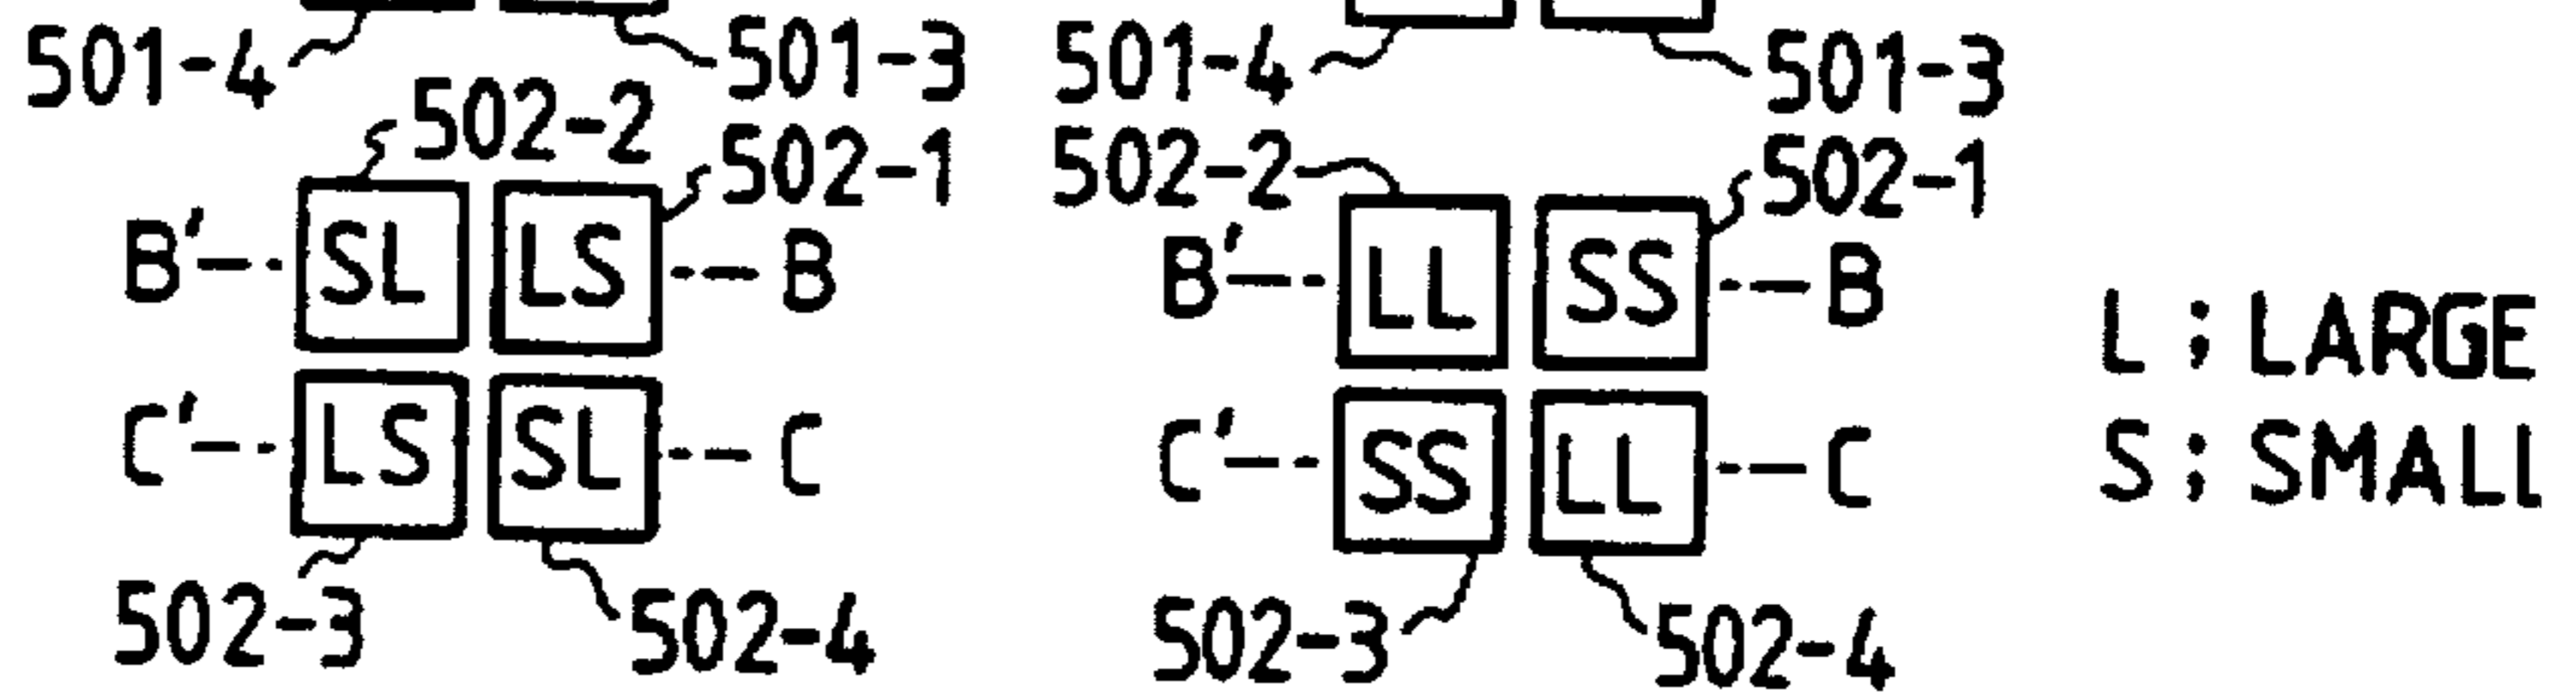 501-4 501-3 501-4 501-3
502-2 502-1 502-2 502-1
B' SL LS B B' LL SS B
L ; LARGE
C' LS SL C C' SS LL C
S ; SMALL
502-3 502-4 502-3 502-4